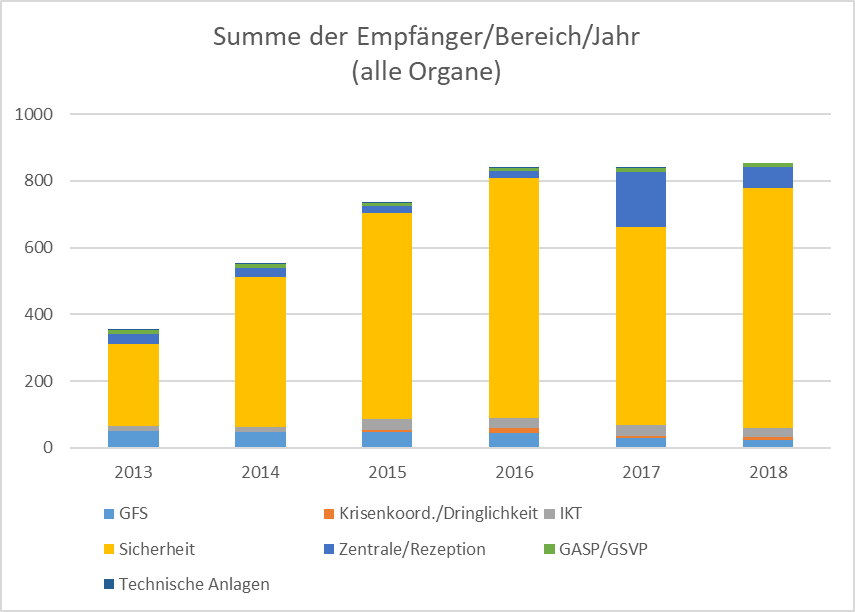 Summe der Empfänger/Bereich/Jahr
(alle Organe)
1000
800
600
400
200
0
2013 2014 2015 2016 2017 2018
GFS Krisenkoord./Dringlichkeit IKT
Sicherheit Zentrale/Rezeption GASP/GSVP
Technische Anlagen